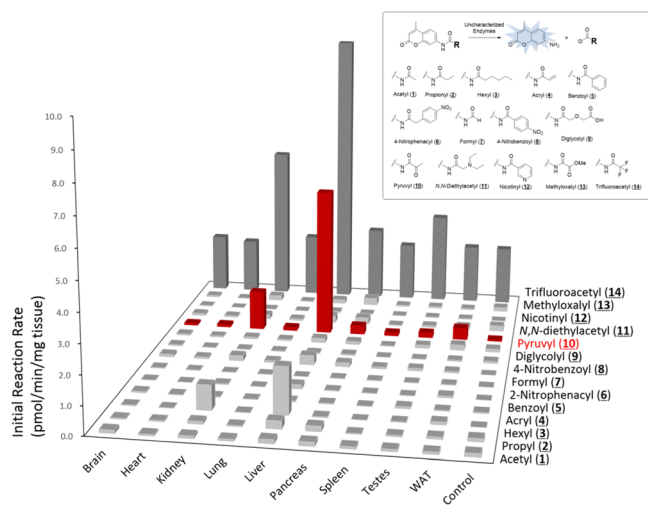 Uncharacterized
Enzymes
O O N H R
O O NH₂ + O R
Acetyl (1) Propionyl (2) Hexyl (3) Acryl (4) Benzoyl (5)
4-Nitrophenacyl (6) Formyl (7) 4-Nitrobenzoyl (8) Diglycolyl (9)
Pyruvyl (10) N,N-Diethylacetyl (11) Nicotinyl (12) Methyloxalyl (13) Trifluoroacetyl (14)
Initial Reaction Rate
(pmol/min/mg tissue)
10.0
9.0
8.0
7.0
6.0
5.0
4.0
3.0
2.0
1.0
0.0
Brain
Heart
Kidney
Lung
Liver
Pancreas
Spleen
Testes
WAT
Control
Trifluoroacetyl (14)
Methyloxalyl (13)
Nicotinyl (12)
N,N-diethylacetyl (11)
Pyruvyl (10)
Diglycolyl (9)
4-Nitrobenzoyl (8)
Formyl (7)
2-Nitrophenacyl (6)
Benzoyl (5)
Acryl (4)
Hexyl (3)
Propyl (2)
Acetyl (1)